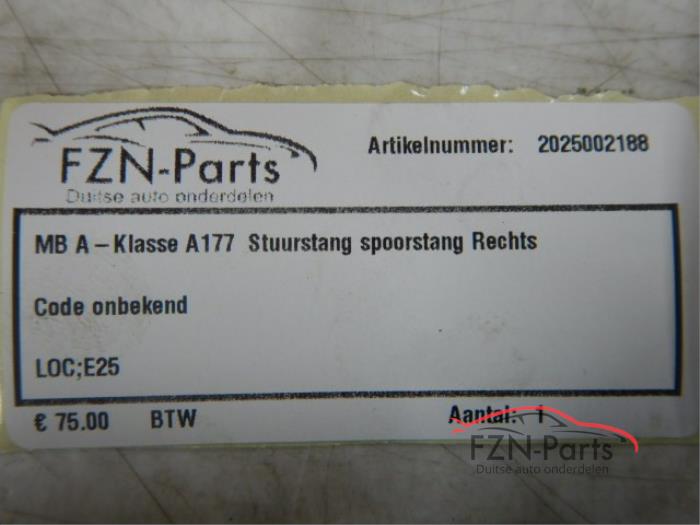 FZN-Parts
Duitse auto onderdelen
Artikelnummer: 2025002188
MB A – Klasse A177 Stuurstang spoorstang Rechts
Code onbekend
LOC;E25
€ 75.00 BTW Aantal: 1
FZN-Parts
Duitse auto onderdelen